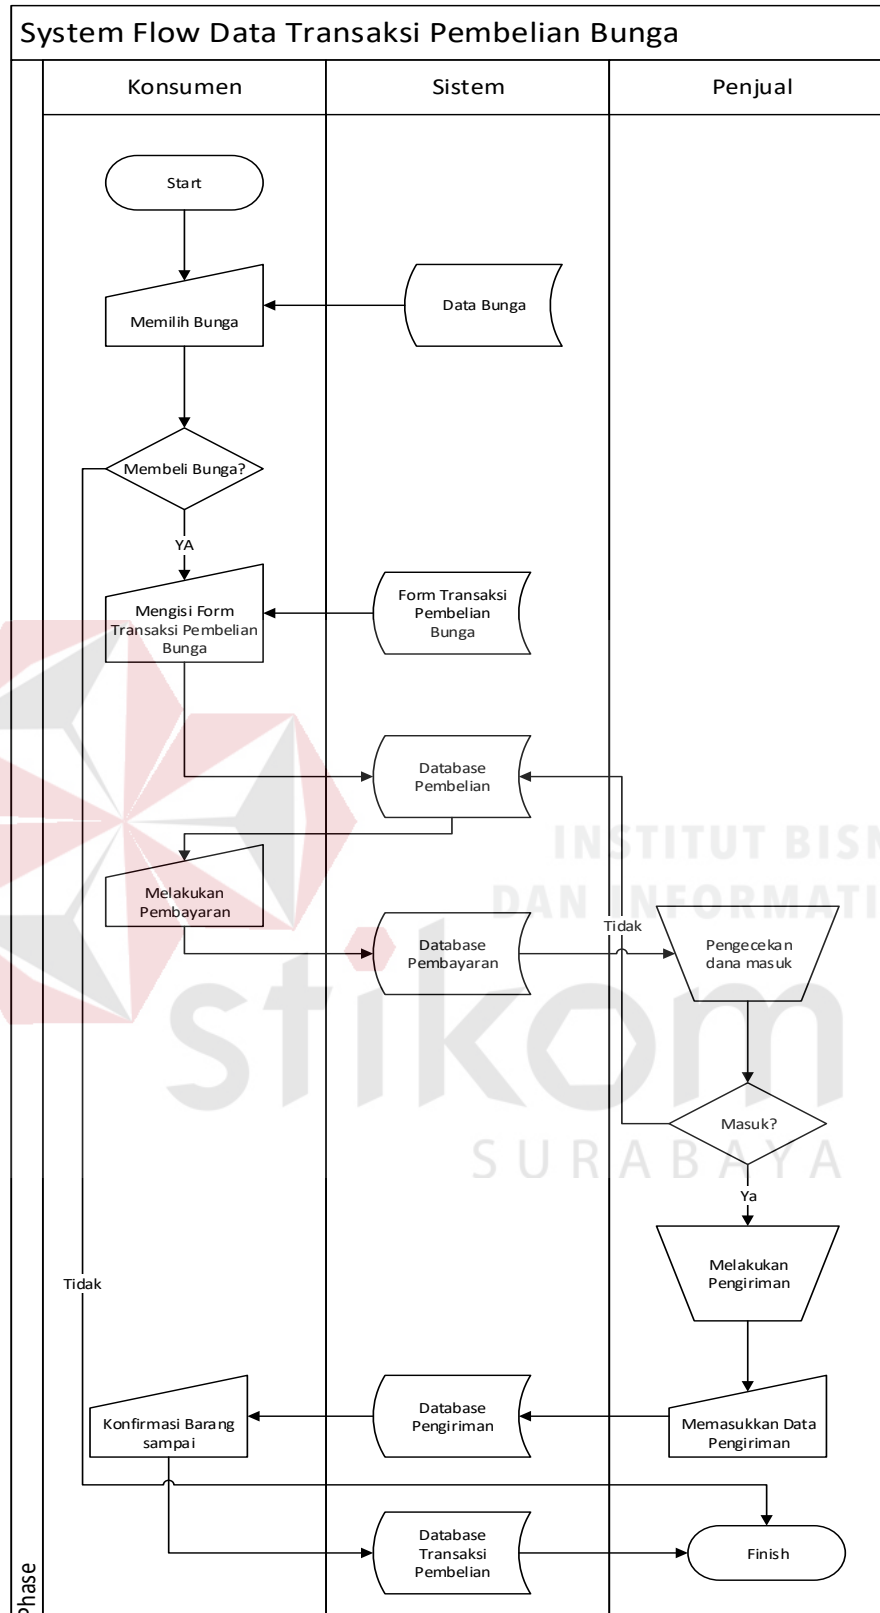 System Flow Data Transaksi Pembelian Bunga
Konsumen
Sistem
Penjual
Start
Memilih Bunga
Data Bunga
Membeli Bunga?
YA
Mengisi Form
Transaksi Pembelian
Bunga
Form Transaksi
Pembelian
Bunga
Database
Pembelian
INSTITUT BISN
DAN INFORMATI
Melakukan
Pembayaran
Database
Pembayaran
Tidak
Pengecekan
dana masuk
stikom
SURABAYA
Masuk?
Ya
Melakukan
Pengiriman
Tidak
Konfirmasi Barang
sampai
Database
Pengiriman
Memasukkan Data
Pengiriman
Database
Transaksi
Pembelian
Finish
Phase